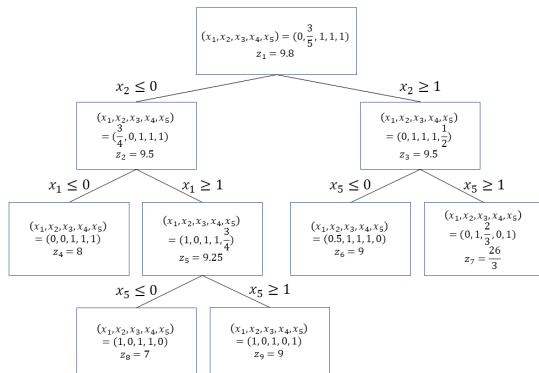 (x₁,x₂,x₃,x₄,x₅) = (0,3/5,1,1,1)
z₁ = 9.8
x₂ ≤ 0
x₂ ≥ 1
(x₁,x₂,x₃,x₄,x₅)
= (3/4,0,1,1,1)
z₂ = 9.5
(x₁,x₂,x₃,x₄,x₅)
= (0,1,1,1,1/2)
z₃ = 9.5
x₁ ≤ 0
x₁ ≥ 1
x₅ ≤ 0
x₅ ≥ 1
(x₁,x₂,x₃,x₄,x₅)
= (0,0,1,1,1)
z₄ = 8
(x₁,x₂,x₃,x₄,x₅)
= (1,0,1,1,3/4)
z₅ = 9.25
(x₁,x₂,x₃,x₄,x₅)
= (0.5,1,1,1,0)
z₆ = 9
(x₁,x₂,x₃,x₄,x₅)
= (0,1,2/3,0,1)
z₇ = 26/3
x₅ ≤ 0
x₅ ≥ 1
(x₁,x₂,x₃,x₄,x₅)
= (1,0,1,1,0)
z₈ = 7
(x₁,x₂,x₃,x₄,x₅)
= (1,0,1,0,1)
z₉ = 9